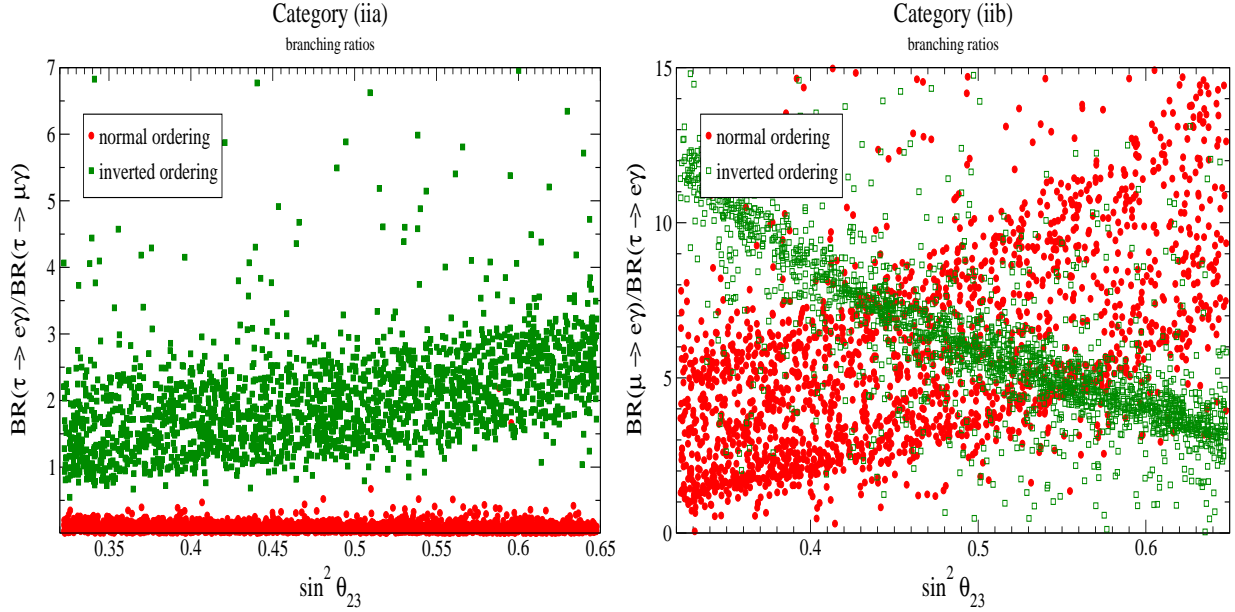 Category (iia)
branching ratios
BR(τ -> eγ)/BR(τ -> μγ)
7
6
5
4
3
2
1
normal ordering
inverted ordering
0.35
0.4
0.45
0.5
0.55
0.6
0.65
sin² θ₂₃
Category (iib)
branching ratios
BR(μ -> eγ)/BR(τ -> eγ)
15
10
5
0
normal ordering
inverted ordering
0.4
0.5
0.6
sin² θ₂₃